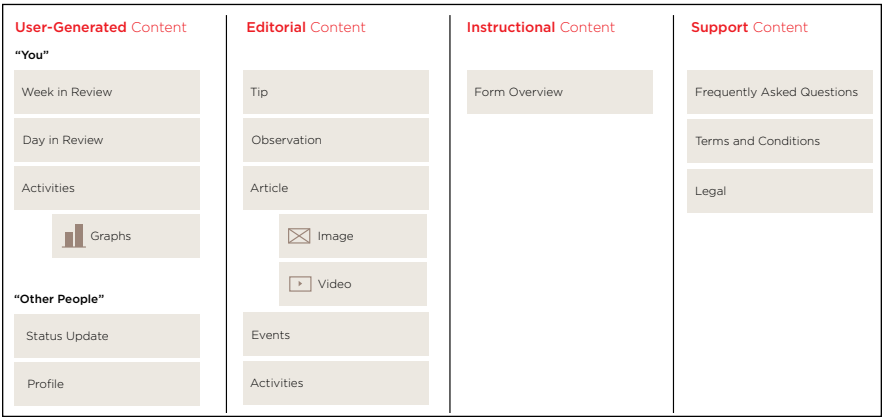 User-Generated Content
“You”
Week in Review
Day in Review
Activities
Graphs
“Other People”
Status Update
Profile
Editorial Content
Tip
Observation
Article
Image
Video
Events
Activities
Instructional Content
Form Overview
Support Content
Frequently Asked Questions
Terms and Conditions
Legal